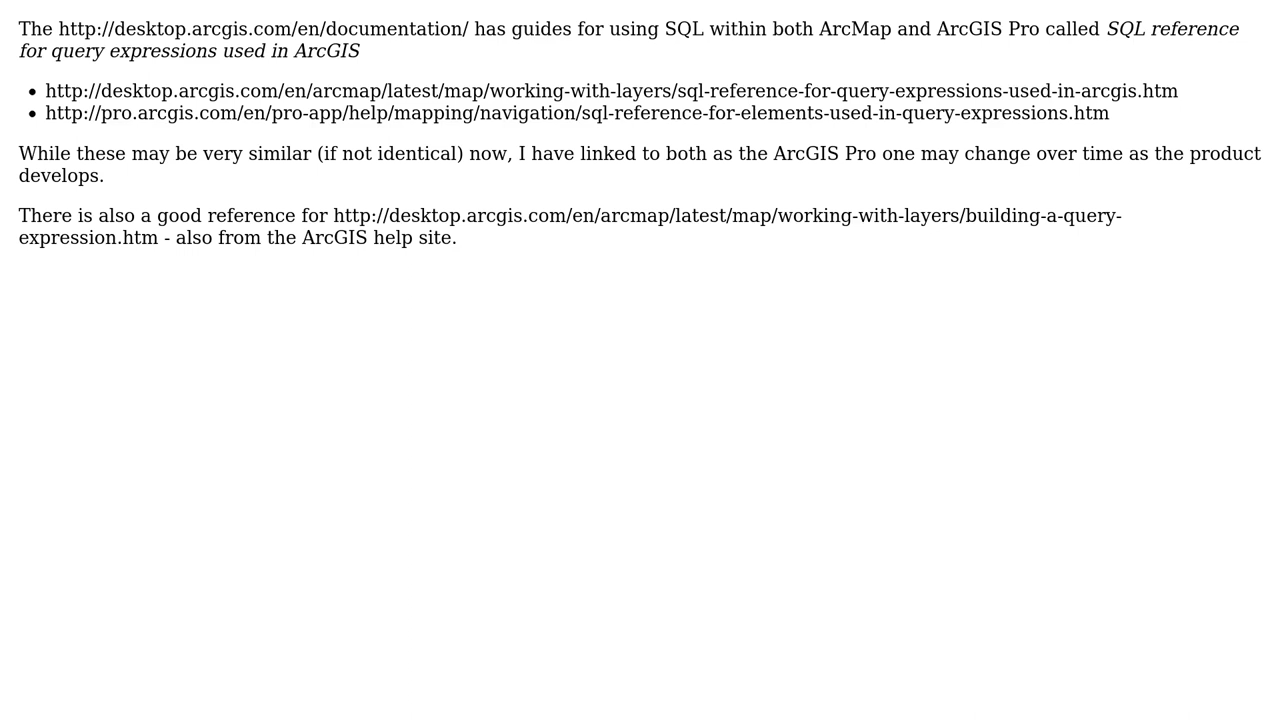 The http://desktop.arcgis.com/en/documentation/ has guides for using SQL within both ArcMap and ArcGIS Pro called SQL reference
for query expressions used in ArcGIS
• http://desktop.arcgis.com/en/arcmap/latest/map/working-with-layers/sql-reference-for-query-expressions-used-in-arcgis.htm
• http://pro.arcgis.com/en/pro-app/help/mapping/navigation/sql-reference-for-elements-used-in-query-expressions.htm
While these may be very similar (if not identical) now, I have linked to both as the ArcGIS Pro one may change over time as the product
develops.
There is also a good reference for http://desktop.arcgis.com/en/arcmap/latest/map/working-with-layers/building-a-query-
expression.htm - also from the ArcGIS help site.